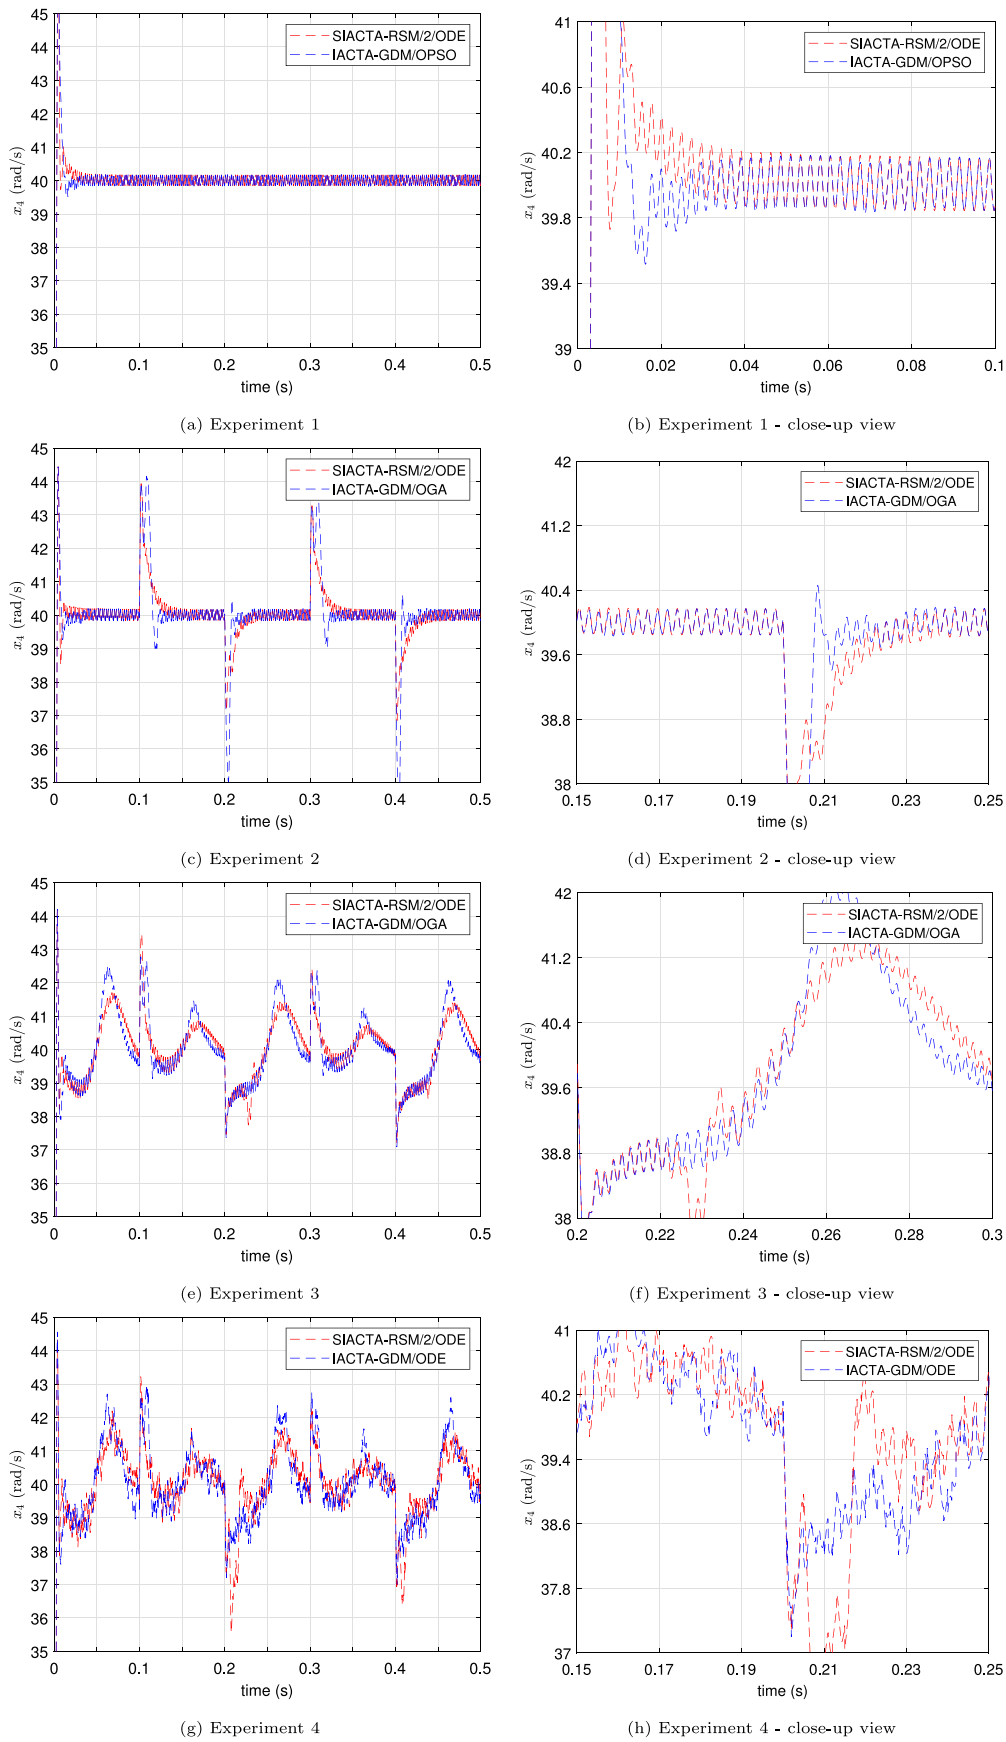 45
44
43
42
41
40
39
38
37
36
35
x4 (rad/s)
SIACTA-RSM/2/ODE
IACTA-GDM/OPSO
0 0.1 0.2 0.3 0.4 0.5
time (s)
(a) Experiment 1
41
40.6
40.2
39.8
39.4
39
x4 (rad/s)
SIACTA-RSM/2/ODE
IACTA-GDM/OPSO
0 0.02 0.04 0.06 0.08 0.1
time (s)
(b) Experiment 1 - close-up view
45
44
43
42
41
40
39
38
37
36
35
x4 (rad/s)
SIACTA-RSM/2/ODE
IACTA-GDM/OGA
0 0.1 0.2 0.3 0.4 0.5
time (s)
(c) Experiment 2
42
41.2
40.4
39.6
38.8
38
x4 (rad/s)
SIACTA-RSM/2/ODE
IACTA-GDM/OGA
0.15 0.17 0.19 0.21 0.23 0.25
time (s)
(d) Experiment 2 - close-up view
45
44
43
42
41
40
39
38
37
36
35
x4 (rad/s)
SIACTA-RSM/2/ODE
IACTA-GDM/OGA
0 0.1 0.2 0.3 0.4 0.5
time (s)
(e) Experiment 3
42
41.2
40.4
39.6
38.8
38
x4 (rad/s)
SIACTA-RSM/2/ODE
IACTA-GDM/OGA
0.2 0.22 0.24 0.26 0.28 0.3
time (s)
(f) Experiment 3 - close-up view
45
44
43
42
41
40
39
38
37
36
35
x4 (rad/s)
SIACTA-RSM/2/ODE
IACTA-GDM/ODE
0 0.1 0.2 0.3 0.4 0.5
time (s)
(g) Experiment 4
41
40.2
39.4
38.6
37.8
37
x4 (rad/s)
SIACTA-RSM/2/ODE
IACTA-GDM/ODE
0.15 0.17 0.19 0.21 0.23 0.25
time (s)
(h) Experiment 4 - close-up view